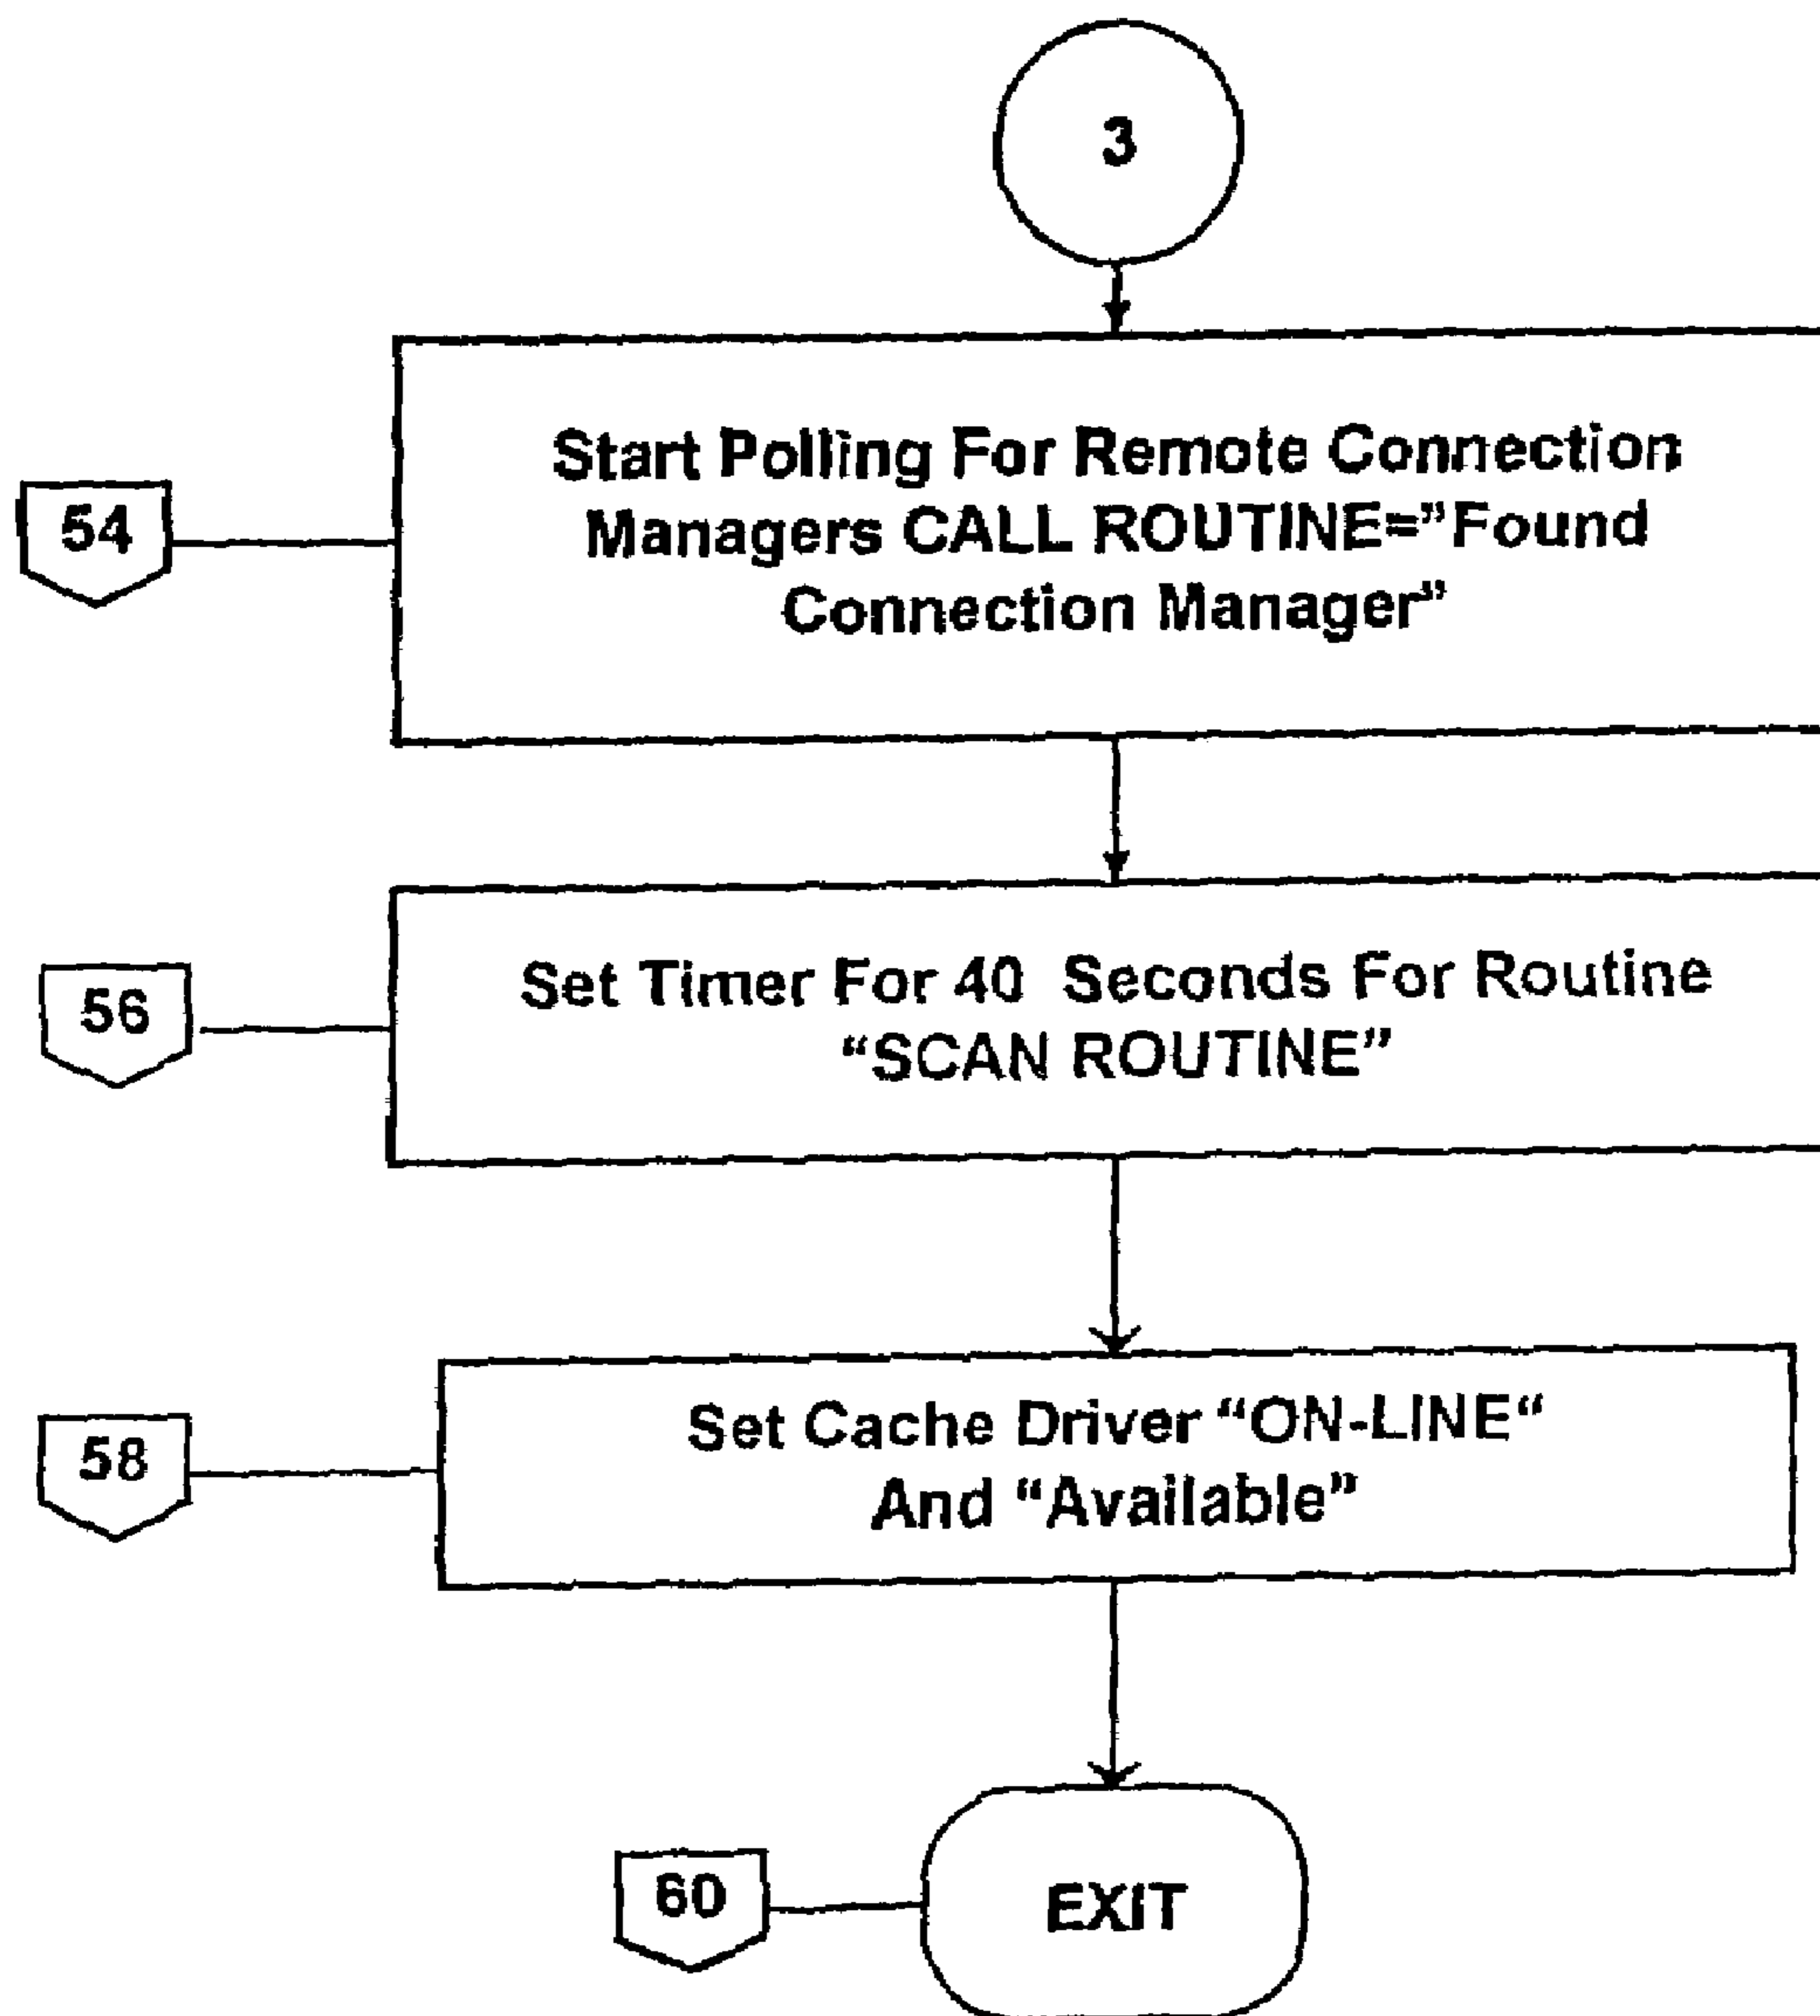 3
Start Polling For Remote Connection
Managers CALL ROUTINE=”Found
Connection Manager”
54
Set Timer For 40 Seconds For Routine
“SCAN ROUTINE”
56
Set Cache Driver “ON-LINE“
And “Available”
58
60
EXIT